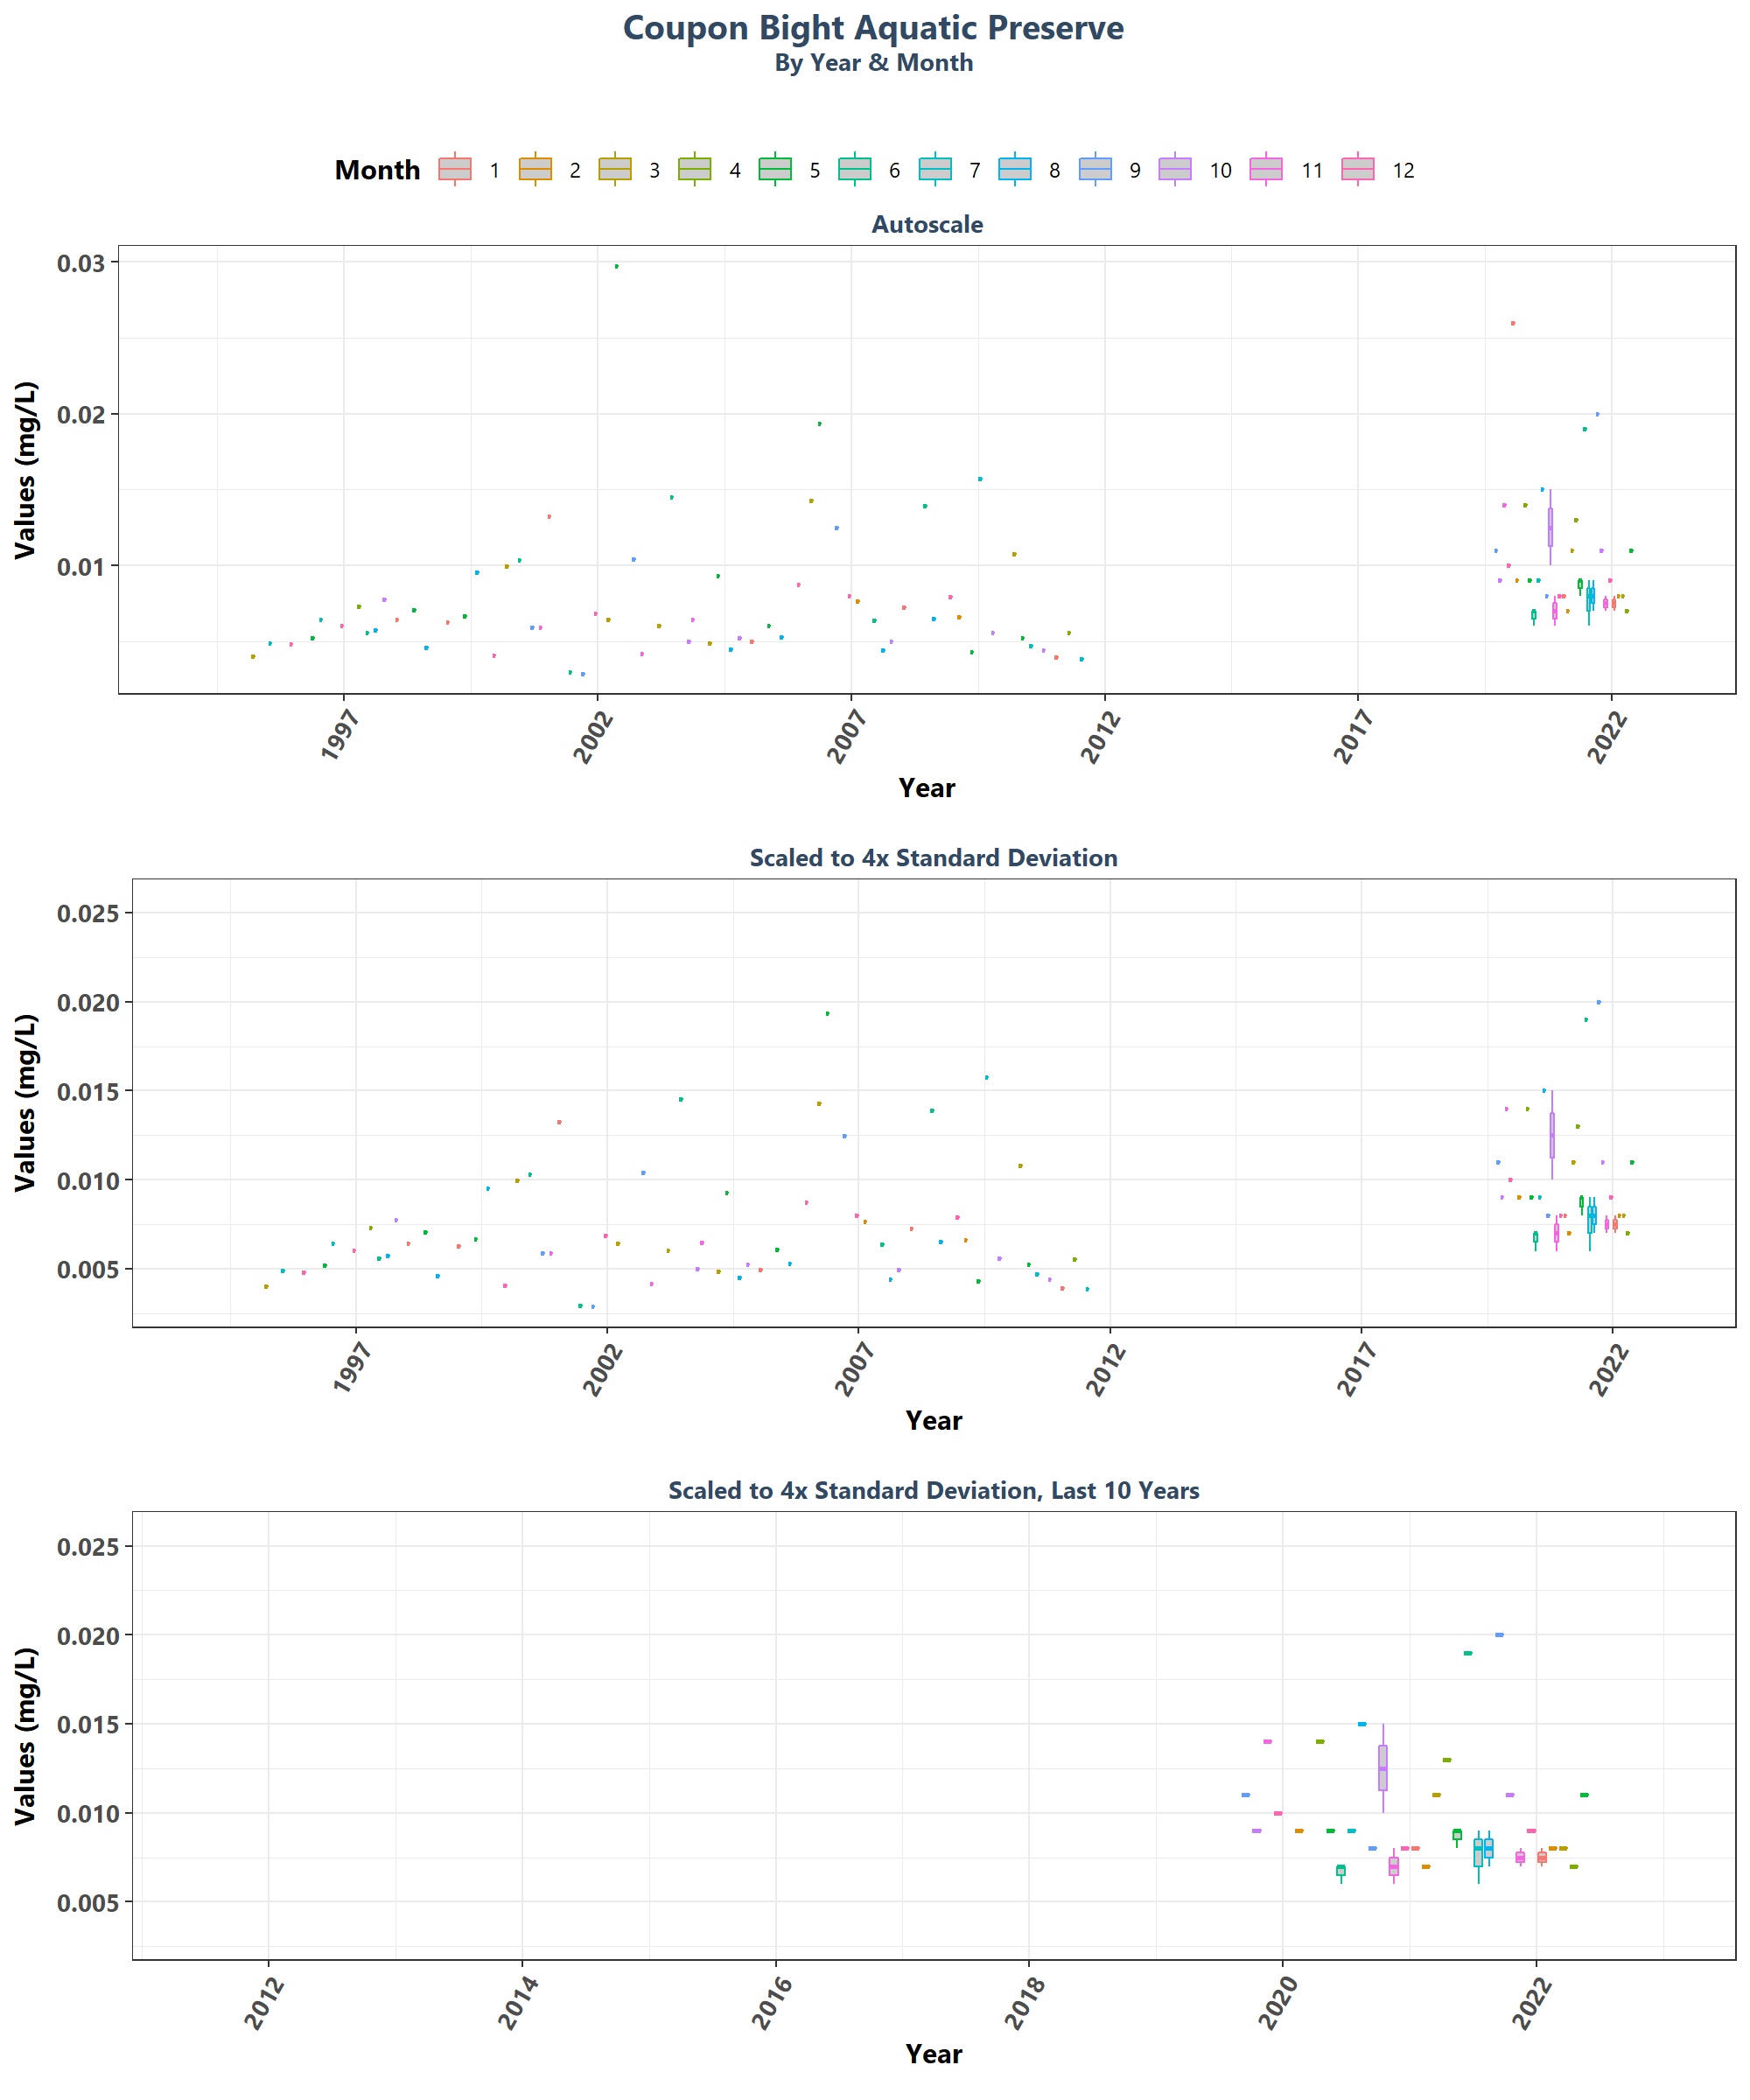 Coupon Bight Aquatic Preserve
By Year & Month
Month 1 2 3 4 5 6 7 8 9 10 11 12
Autoscale
Values (mg/L)
0.03
0.02
0.01
1997 2002 2007 2012 2017 2022
Year
Scaled to 4x Standard Deviation
Values (mg/L)
0.025
0.020
0.015
0.010
0.005
1997 2002 2007 2012 2017 2022
Year
Scaled to 4x Standard Deviation, Last 10 Years
Values (mg/L)
0.025
0.020
0.015
0.010
0.005
2012 2014 2016 2018 2020 2022
Year